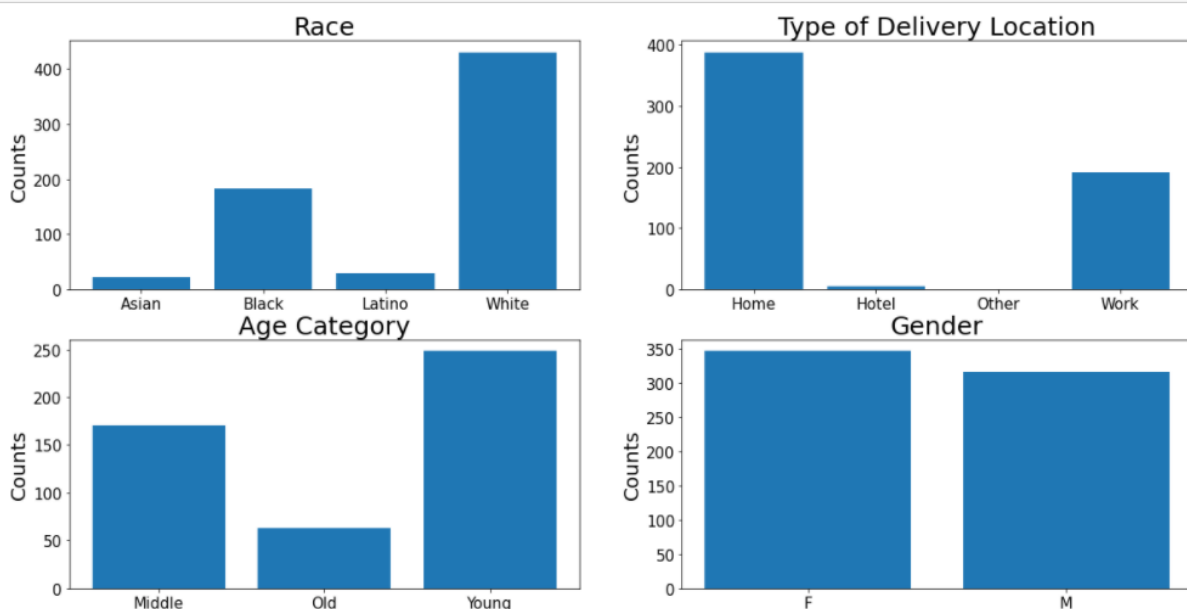 Race
Counts
400
300
200
100
0
Asian Black Latino White
Type of Delivery Location
Counts
400
300
200
100
0
Home Hotel Other Work
Age Category
Counts
250
200
150
100
50
0
Middle Old Young
Gender
Counts
350
300
250
200
150
100
50
0
F M